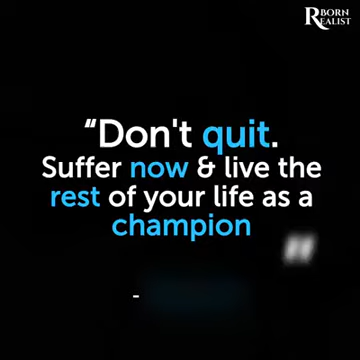 BORN
REALIST
“Don't quit.
Suffer now & live the
rest of your life as a
champion
"
-